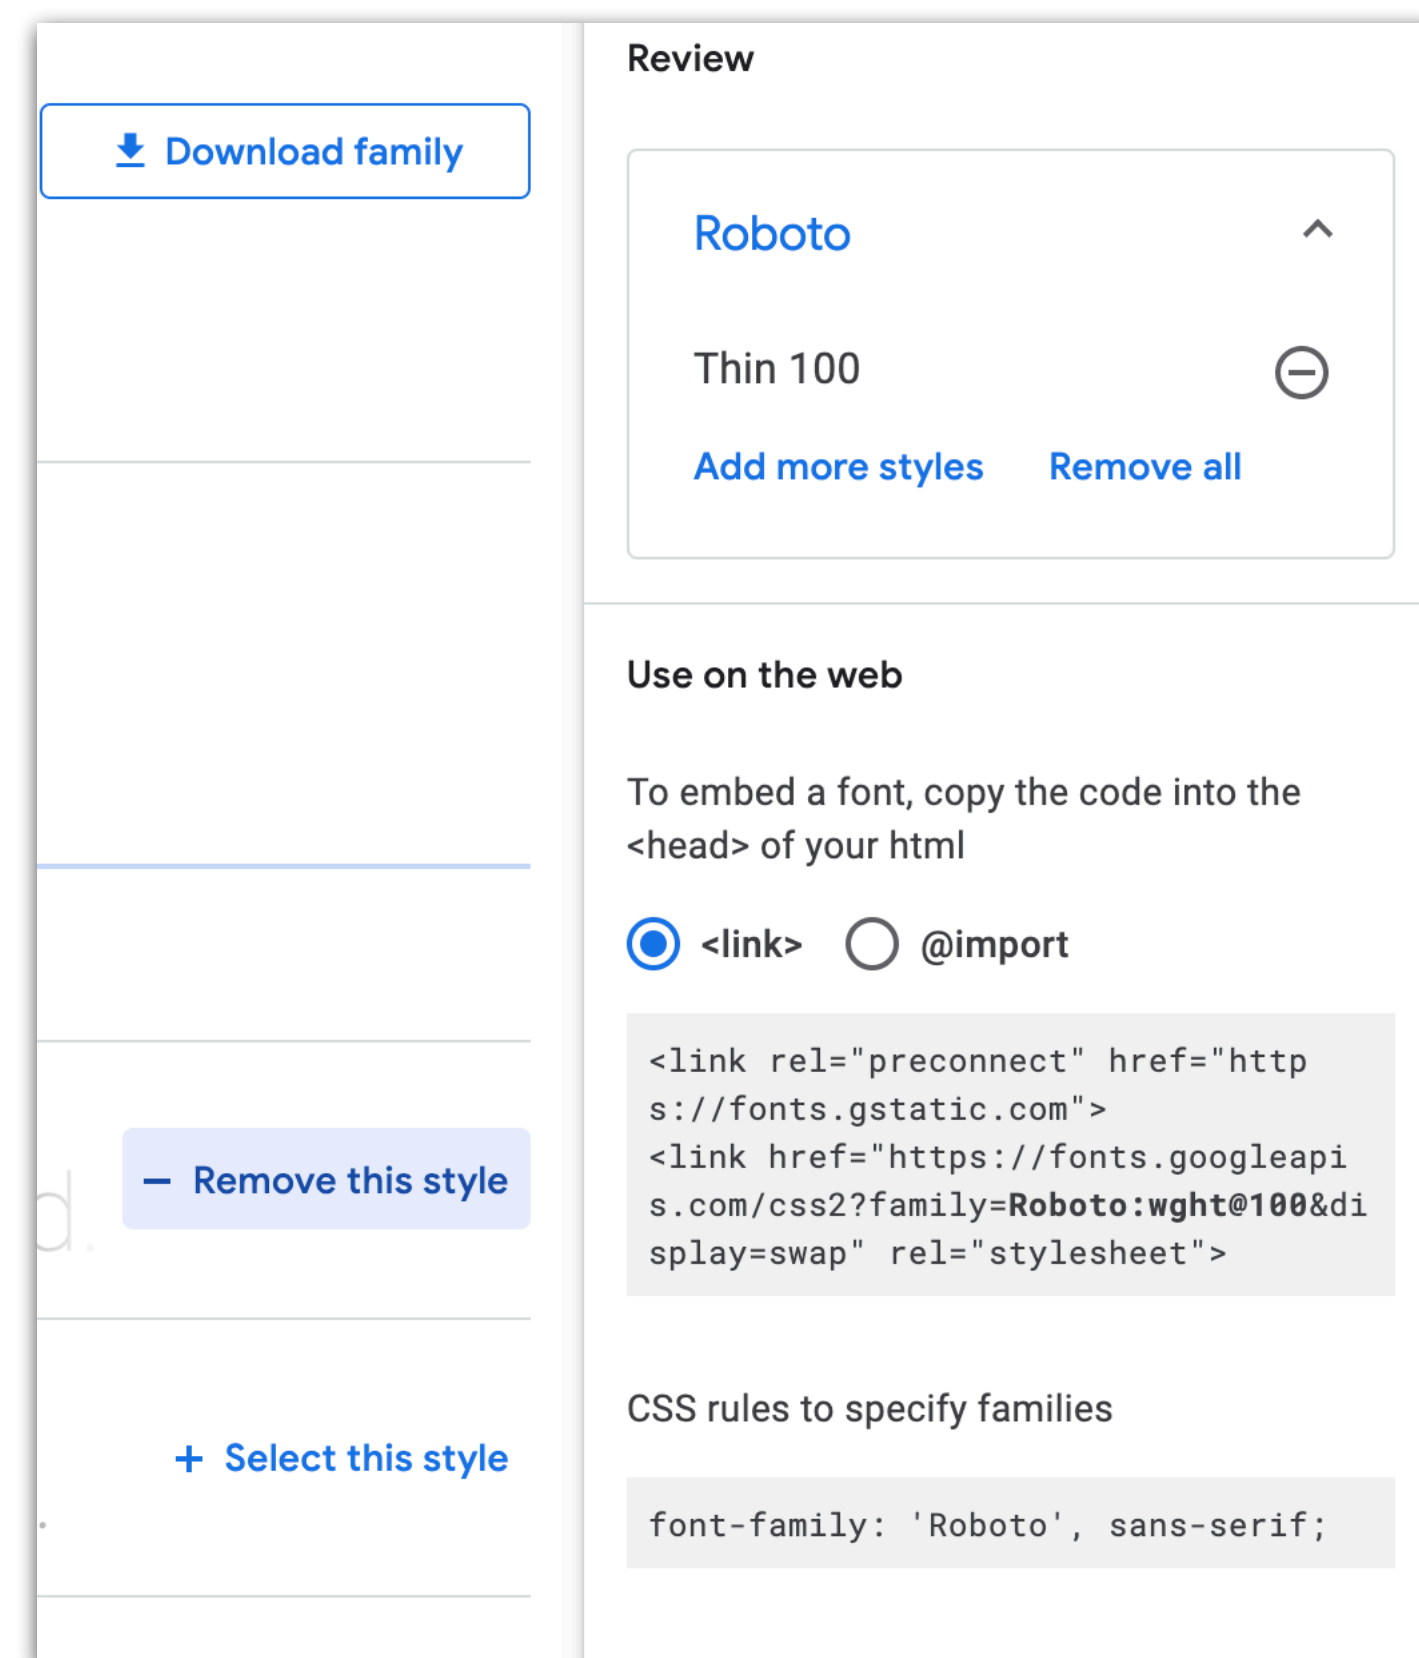 Download family
d.
Remove this style
Select this style
.
Review
Roboto
Thin 100
Add more styles Remove all
Use on the web
To embed a font, copy the code into the
<head> of your html
<link> @import
<link rel="preconnect" href="http
s://fonts.gstatic.com">
<link href="https://fonts.googleapi
s.com/css2?family=Roboto:wght@100&di
splay=swap" rel="stylesheet">
CSS rules to specify families
font-family: 'Roboto', sans-serif;